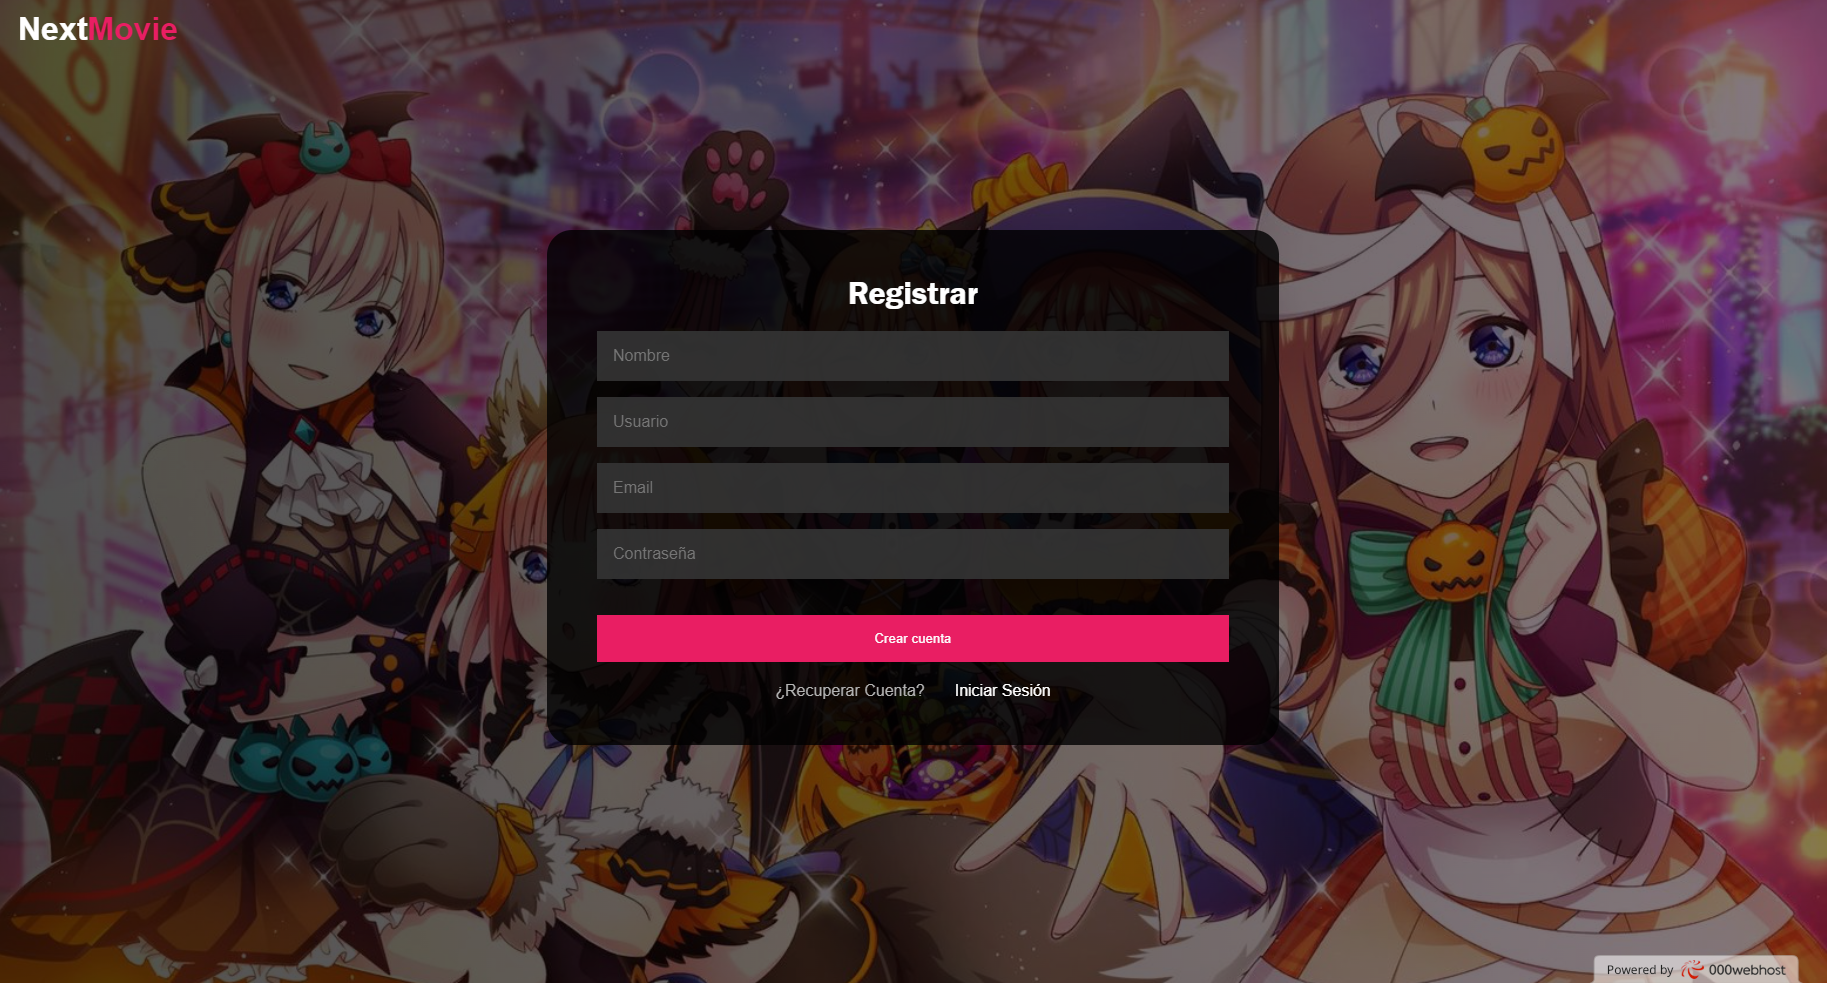 NextMovie
Registrar
Nombre
Usuario
Email
Contraseña
Crear cuenta
¿Recuperar Cuenta? Iniciar Sesión
Powered by 000webhost